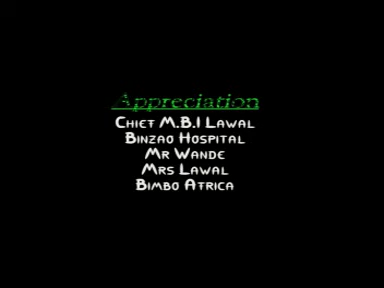 Appreciation
Chief M.B.I Lawal
Binzao Hospital
Mr Wande
Mrs Lawal
Bimbo Africa